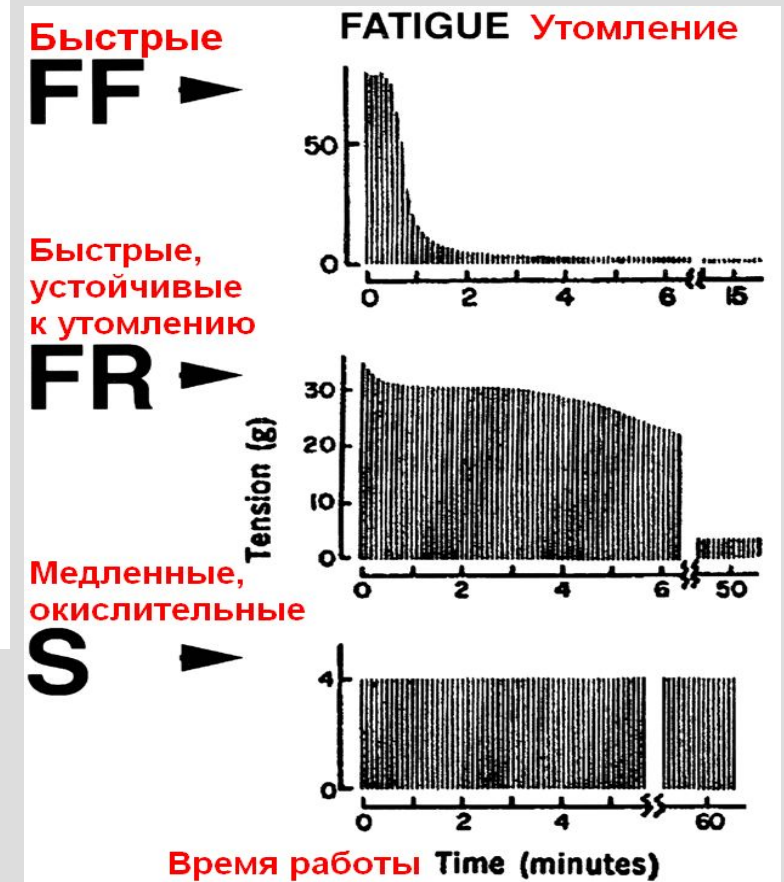 Быстрые
FATIGUE Утомление
FF
50
0
0 2 4 6 15
Быстрые,
устойчивые
к утомлению
FR
Tension (g)
30
20
10
0
0 2 4 6 50
Медленные,
окислительные
S
4
0
0 2 4 60
Время работы Time (minutes)